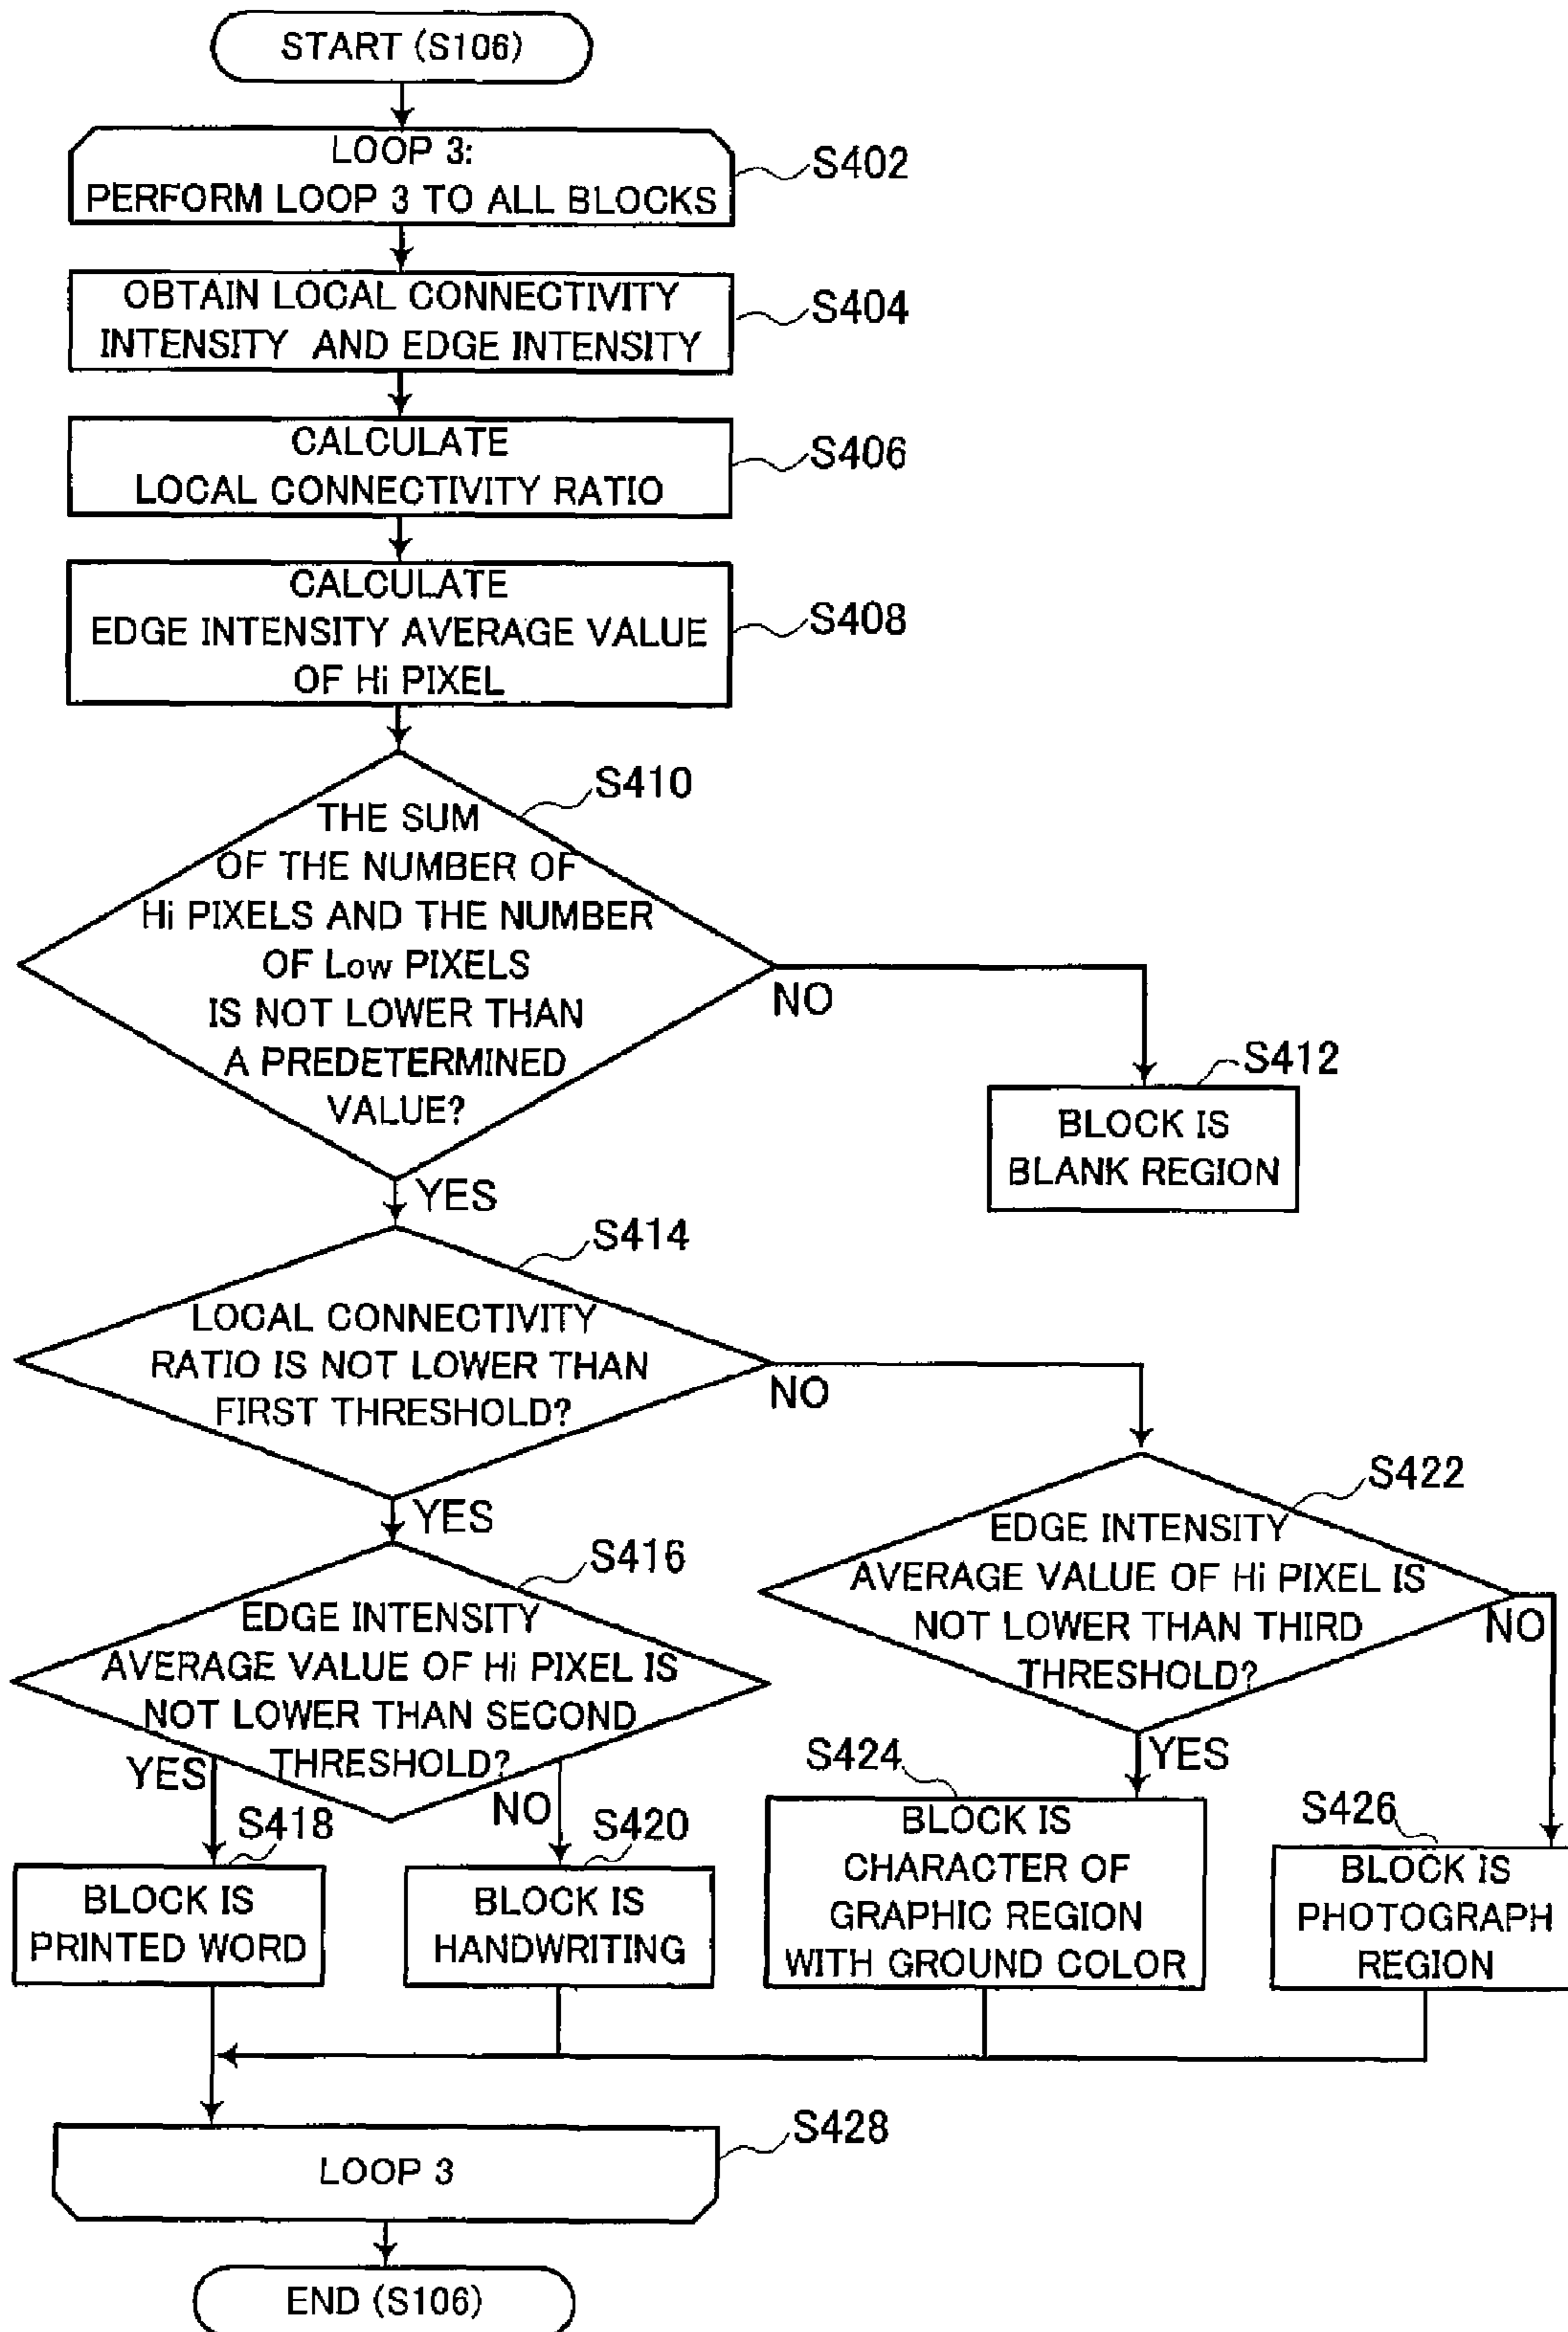 START (S106)
LOOP 3:
PERFORM LOOP 3 TO ALL BLOCKS
S402
OBTAIN LOCAL CONNECTIVITY
INTENSITY AND EDGE INTENSITY
S404
CALCULATE
LOCAL CONNECTIVITY RATIO
S406
CALCULATE
EDGE INTENSITY AVERAGE VALUE
OF Hi PIXEL
S408
S410
THE SUM
OF THE NUMBER OF
Hi PIXELS AND THE NUMBER
OF Low PIXELS
IS NOT LOWER THAN
A PREDETERMINED
VALUE?
NO
YES
S412
BLOCK IS
BLANK REGION
S414
LOCAL CONNECTIVITY
RATIO IS NOT LOWER THAN
FIRST THRESHOLD?
NO
YES
S416
EDGE INTENSITY
AVERAGE VALUE OF Hi PIXEL IS
NOT LOWER THAN SECOND
THRESHOLD?
YES
NO
S422
EDGE INTENSITY
AVERAGE VALUE OF Hi PIXEL IS
NOT LOWER THAN THIRD
THRESHOLD?
NO
YES
S418
BLOCK IS
PRINTED WORD
S420
BLOCK IS
HANDWRITING
S424
BLOCK IS
CHARACTER OF
GRAPHIC REGION
WITH GROUND COLOR
S426
BLOCK IS
PHOTOGRAPH
REGION
LOOP 3
S428
END (S106)